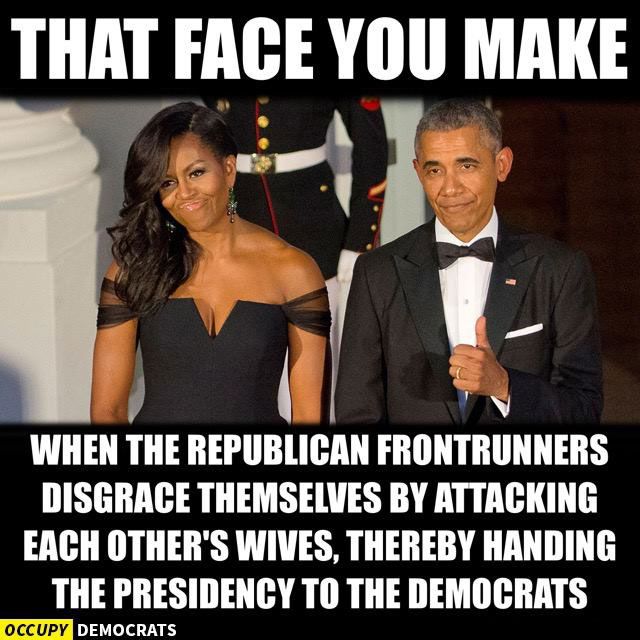 THAT FACE YOU MAKE
WHEN THE REPUBLICAN FRONTRUNNERS
DISGRACE THEMSELVES BY ATTACKING
EACH OTHER'S WIVES, THEREBY HANDING
THE PRESIDENCY TO THE DEMOCRATS
OCCUPY DEMOCRATS